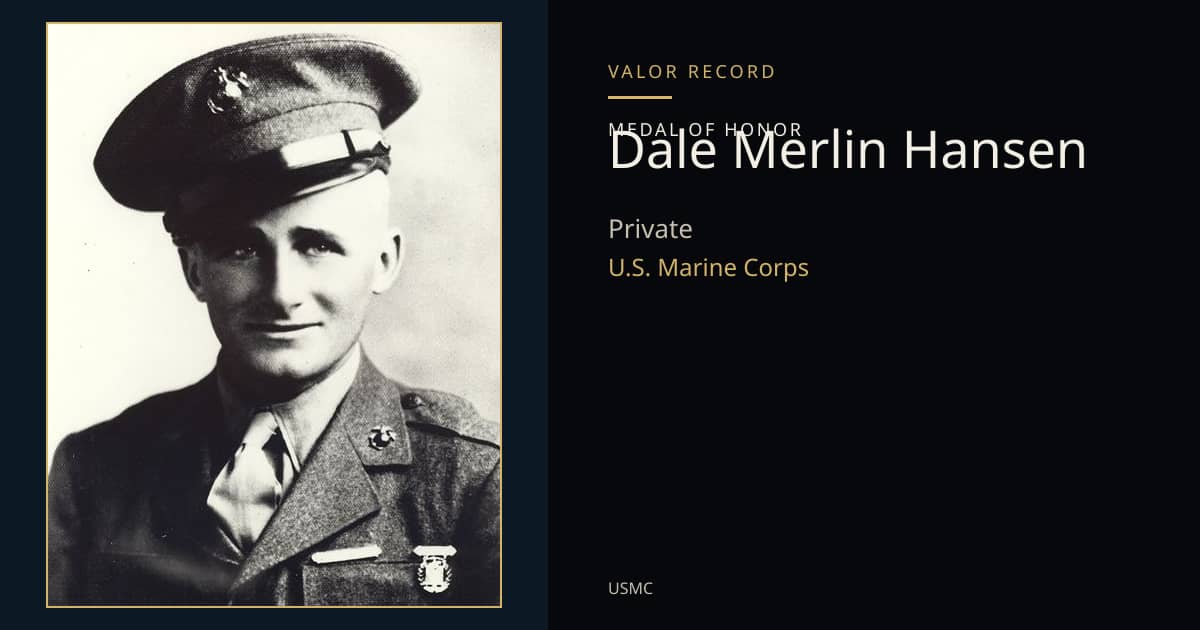 VALOR RECORD
MEDAL OF HONOR
Dale Merlin Hansen
Private
U.S. Marine Corps
USMC